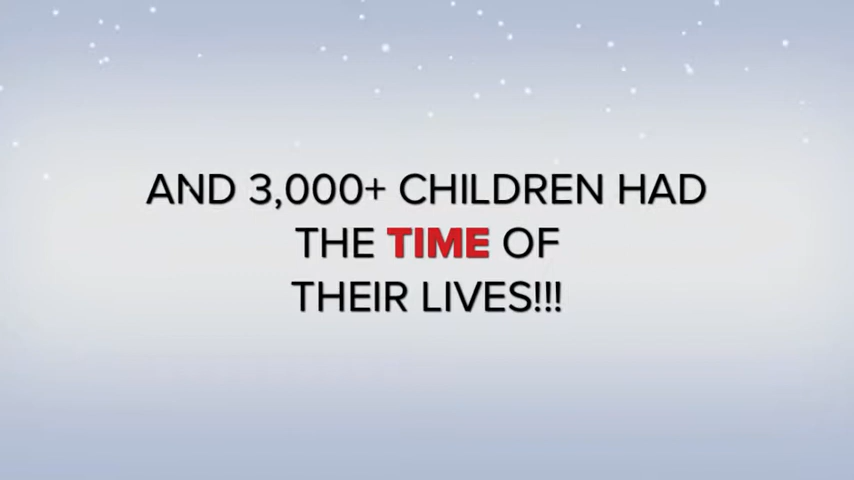 AND 3,000+ CHILDREN HAD
THE TIME OF
THEIR LIVES!!!